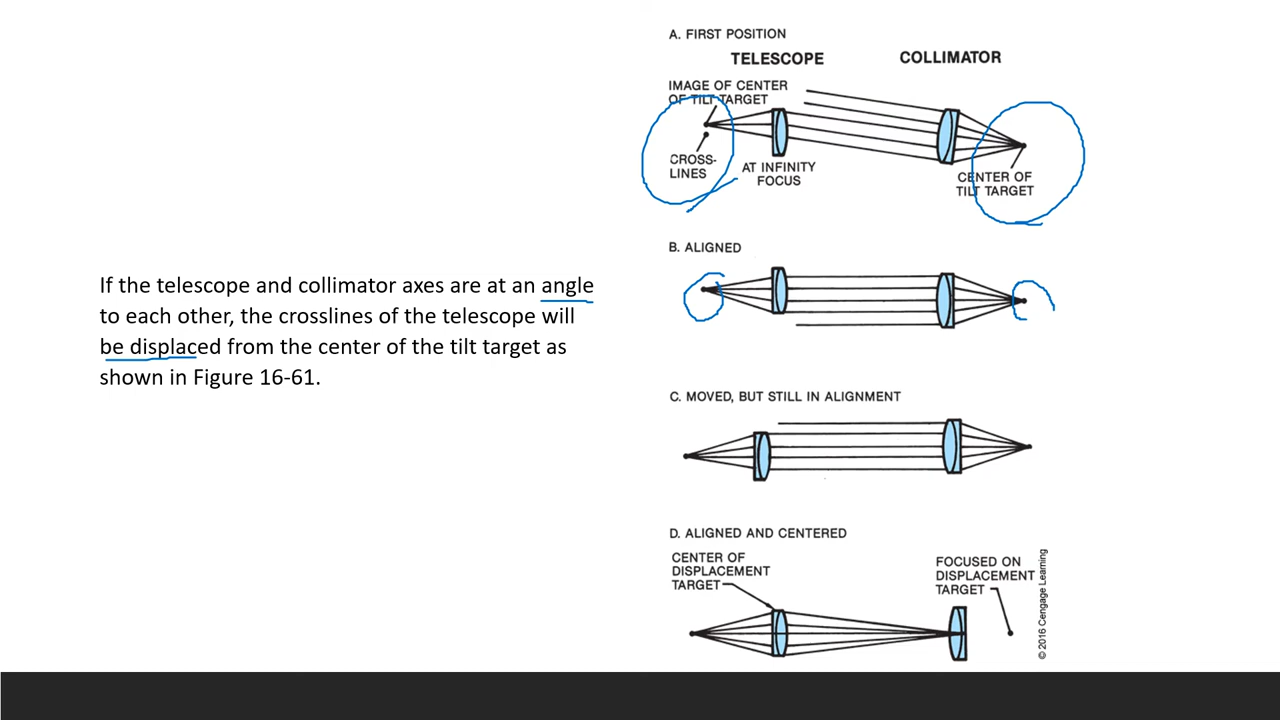 If the telescope and collimator axes are at an angle
to each other, the crosslines of the telescope will
be displaced from the center of the tilt target as
shown in Figure 16-61.
A. FIRST POSITION
TELESCOPE
COLLIMATOR
IMAGE OF CENTER
OF TILT TARGET
CROSS-
LINES
AT INFINITY
FOCUS
CENTER OF
TILT TARGET
B. ALIGNED
C. MOVED, BUT STILL IN ALIGNMENT
D. ALIGNED AND CENTERED
CENTER OF
DISPLACEMENT
TARGET
FOCUSED ON
DISPLACEMENT
TARGET
© 2016 Cengage Learning